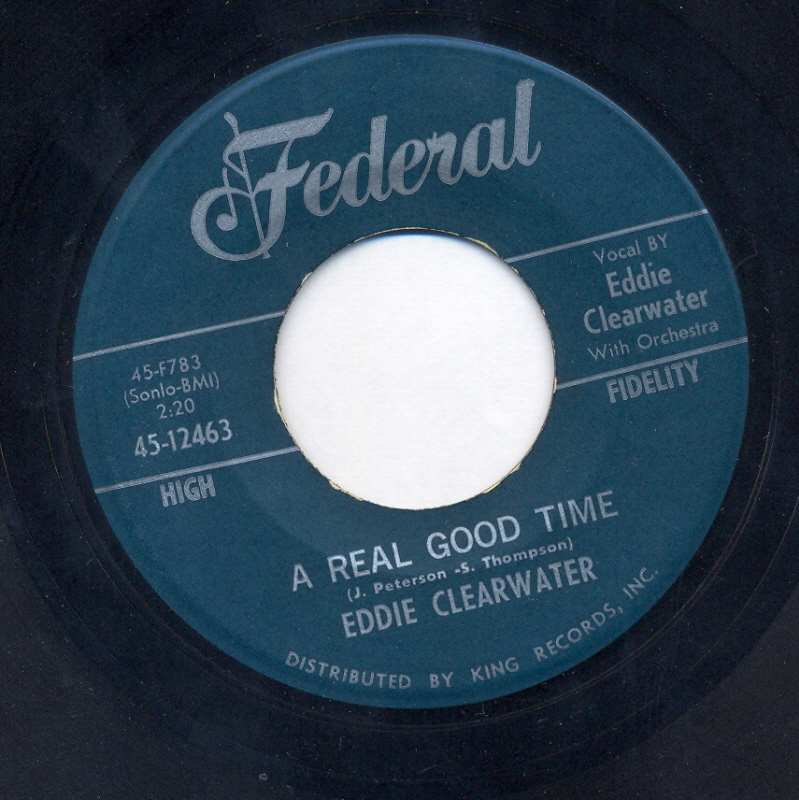 Federal
Vocal BY
Eddie
Clearwater
With Orchestra
FIDELITY
45-F783
(Sonlo-BMI)
2:20
45-12463
HIGH
A REAL GOOD TIME
(J. Peterson -S. Thompson)
EDDIE CLEARWATER
DISTRIBUTED BY KING RECORDS, INC.